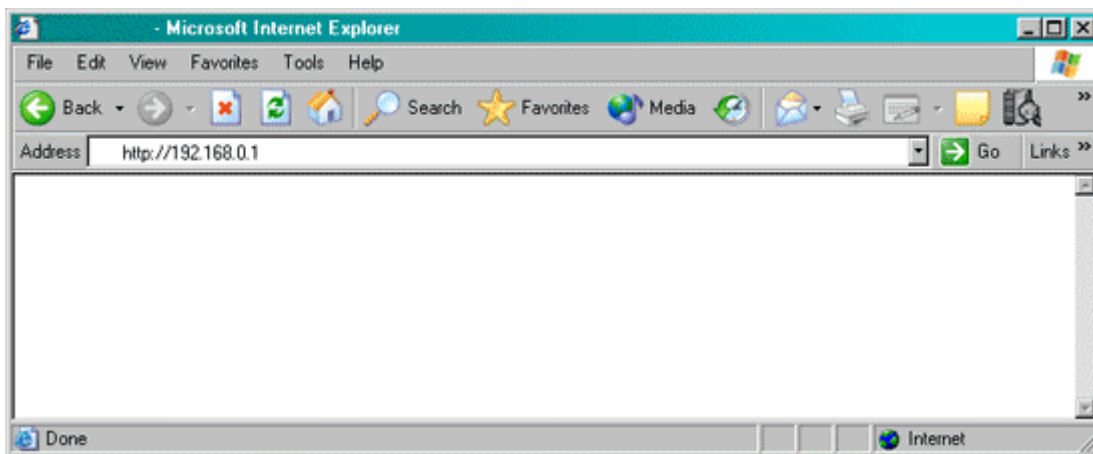 - Microsoft Internet Explorer
File Edit View Favorites Tools Help
Back Search Favorites Media »
Address http://192.168.0.1 Go Links »
Done Internet